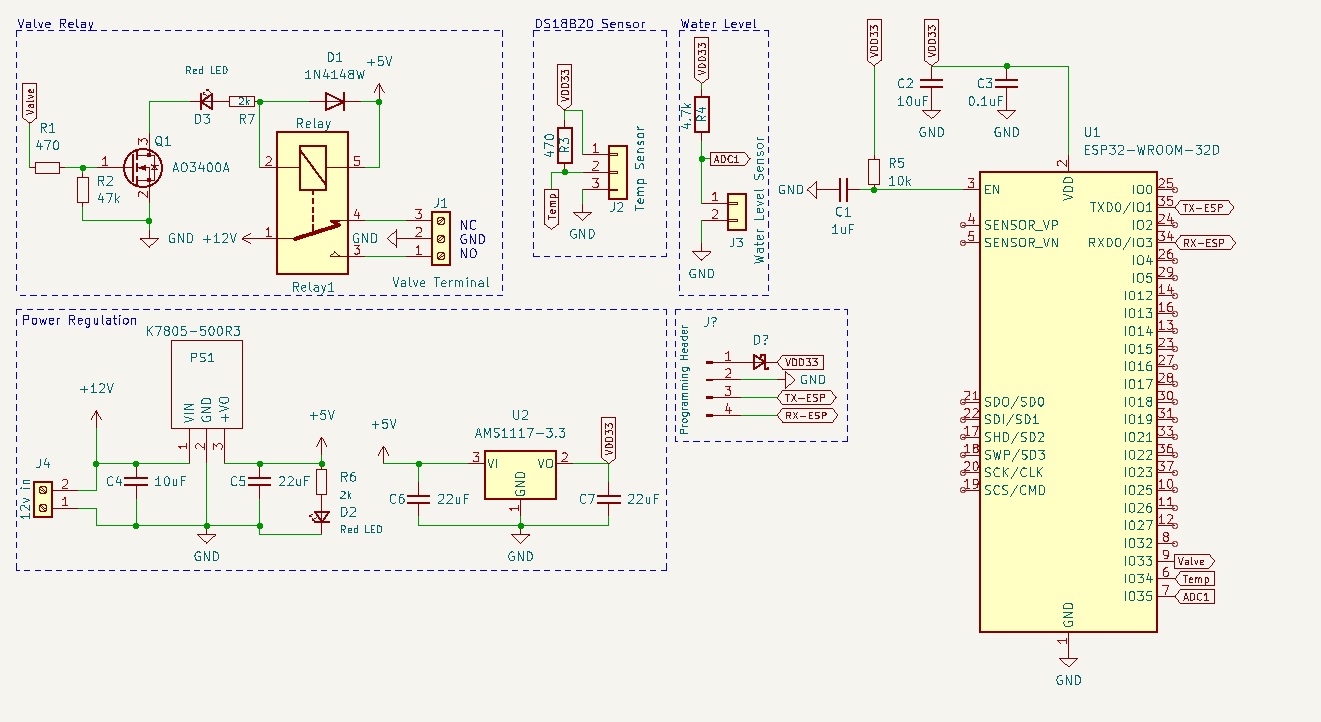 Valve Relay
Valve
R1
470
R2
47k
1
3
2
Q1
AO3400A
Red LED
D3
2k
R7
D1
1N4148W
+5V
Relay
2
5
1
4
3
Relay1
GND
+12V
GND
3
2
1
J1
NC
GND
NO
Valve Terminal
DS18B20 Sensor
VDD33
470
R3
Temp
1
2
3
J2
Temp Sensor
GND
Water Level
VDD33
4.7k
R4
ADC1
1
2
J3
Water Level Sensor
GND
Power Regulation
K7805-500R3
PS1
VIN
GND
+VO
1
2
3
+12V
J4
12v in
2
1
C4
10uF
C5
22uF
+5V
R6
2k
D2
Red LED
GND
+5V
C6
22uF
U2
AMS1117-3.3
3
VI
VO
2
GND
1
VDD33
C7
22uF
GND
Programming Header
J?
D?
1
VDD33
2
GND
3
TX-ESP
4
RX-ESP
VDD33
VDD33
C2
10uF
C3
0.1uF
GND
GND
R5
10k
GND
C1
1uF
U1
ESP32-WROOM-32D
2
VDD
3
EN
4
SENSOR_VP
5
SENSOR_VN
21
SDO/SD0
22
SDI/SD1
17
SHD/SD2
18
SWP/SD3
20
SCK/CLK
19
SCS/CMD
IO0
25
TXD0/IO1
35
TX-ESP
IO2
24
RXD0/IO3
34
RX-ESP
IO4
26
IO5
29
IO12
14
IO13
16
IO14
13
IO15
23
IO16
27
IO17
28
IO18
30
IO19
31
IO21
33
IO22
36
IO23
37
IO25
10
IO26
11
IO27
12
IO32
8
IO33
9
Valve
IO34
6
Temp
IO35
7
ADC1
GND
1
GND